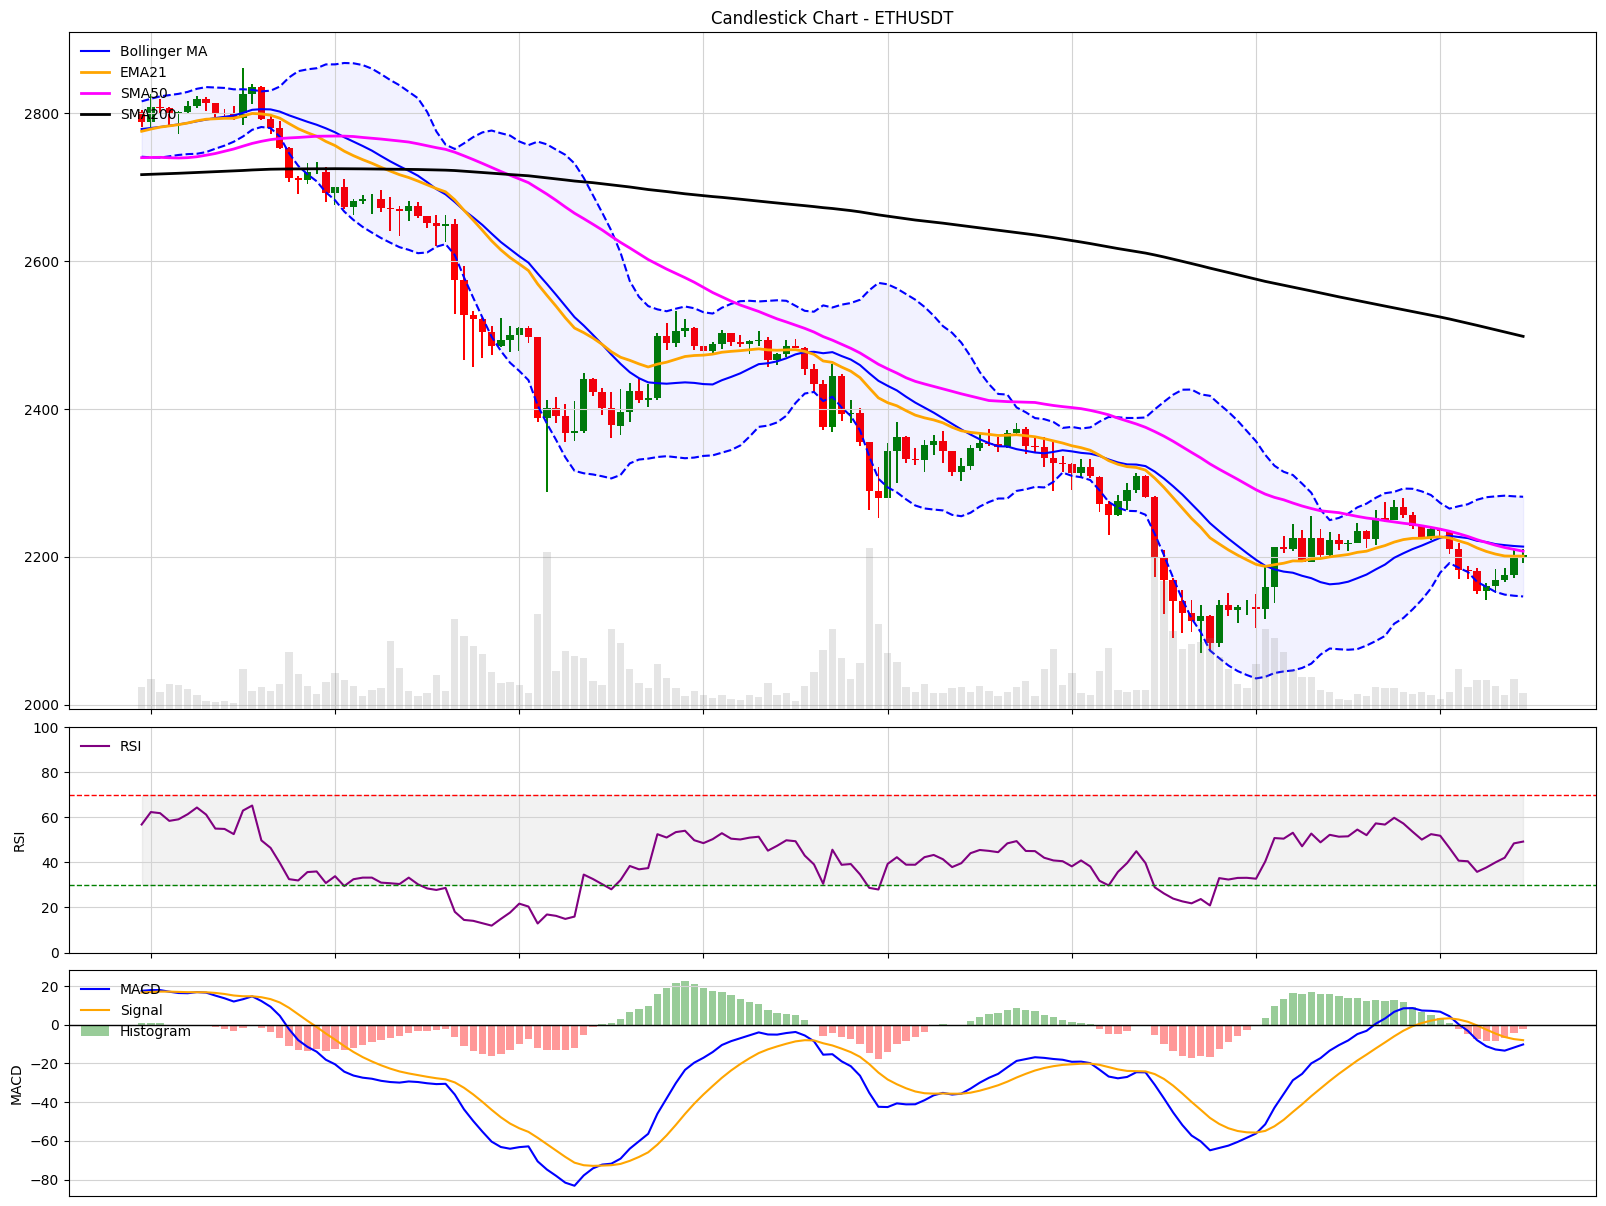 Candlestick Chart - ETHUSDT
Bollinger MA
EMA21
SMA50
SMA200
2800
2600
2400
2200
2000
100
80
60
40
20
0
RSI
RSI
20
0
−20
−40
−60
−80
MACD
MACD
Signal
Histogram